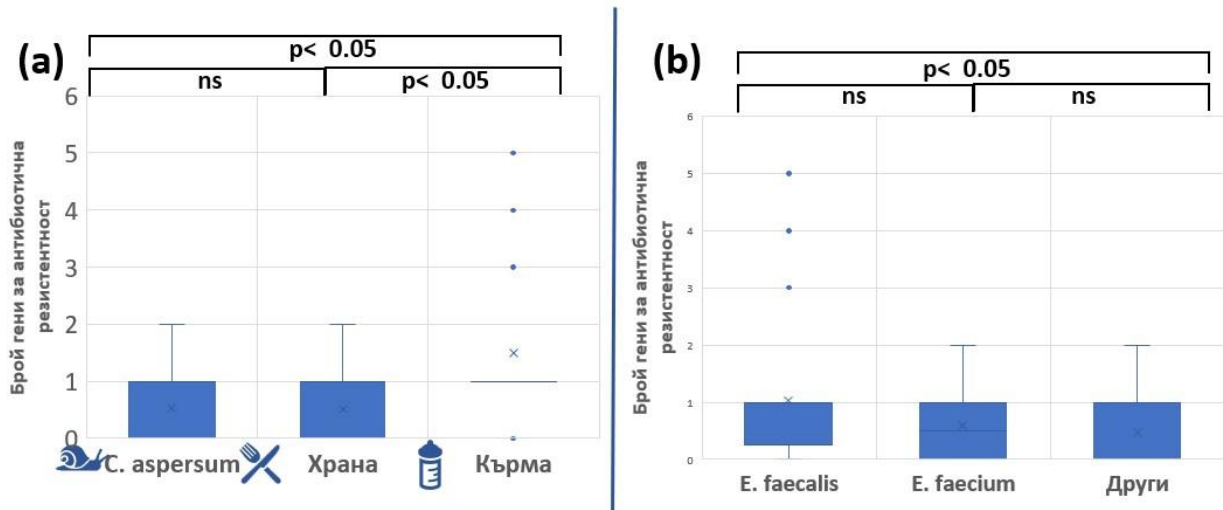 (a)
p< 0.05
ns
p< 0.05
Брой гени за антибиотична
резистентност
6
5
4
3
2
1
0
C. aspersum
Храна
Кърма
(b)
p< 0.05
ns
ns
Брой гени за антибиотична
резистентност
6
5
4
3
2
1
0
E. faecalis
E. faecium
Други